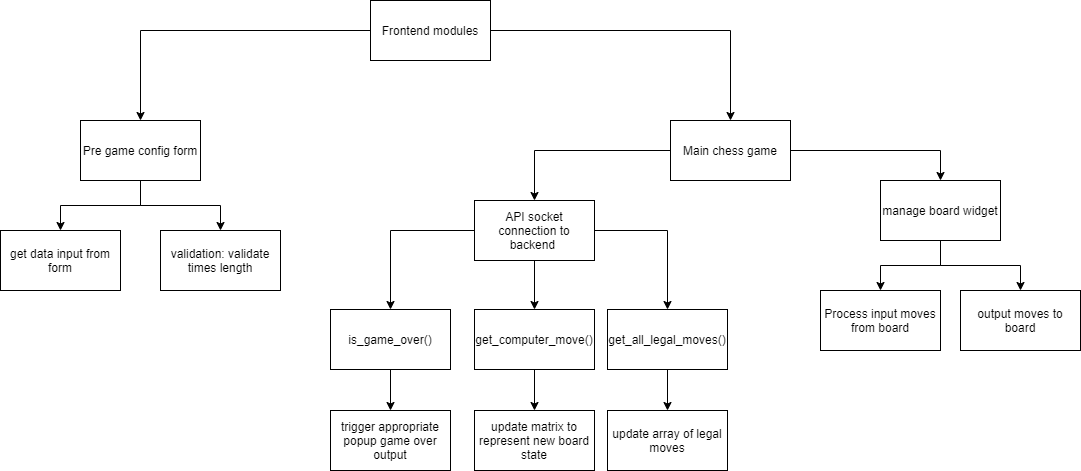 Frontend modules
Pre game config form
Main chess game
get data input from
form
validation: validate
times length
API socket
connection to
backend
manage board widget
is_game_over()
get_computer_move()
get_all_legal_moves()
Process input moves
from board
output moves to
board
trigger appropriate
popup game over
output
update matrix to
represent new board
state
update array of legal
moves